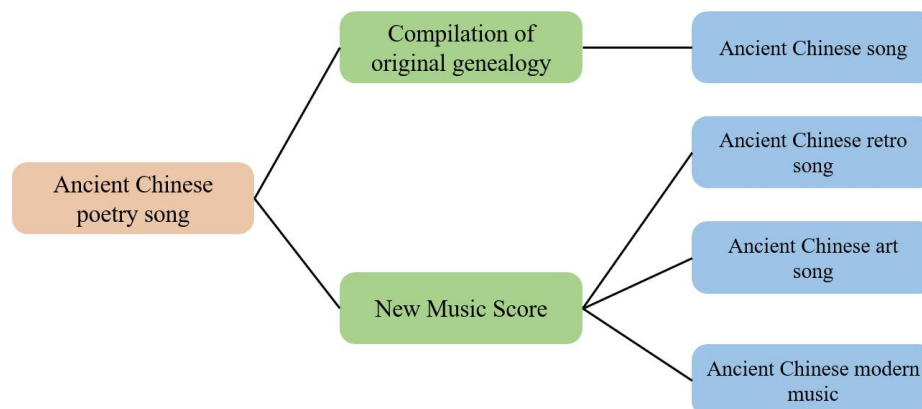 Compilation of
original genealogy
Ancient Chinese song
Ancient Chinese retro
song
Ancient Chinese
poetry song
Ancient Chinese art
song
New Music Score
Ancient Chinese modern
music